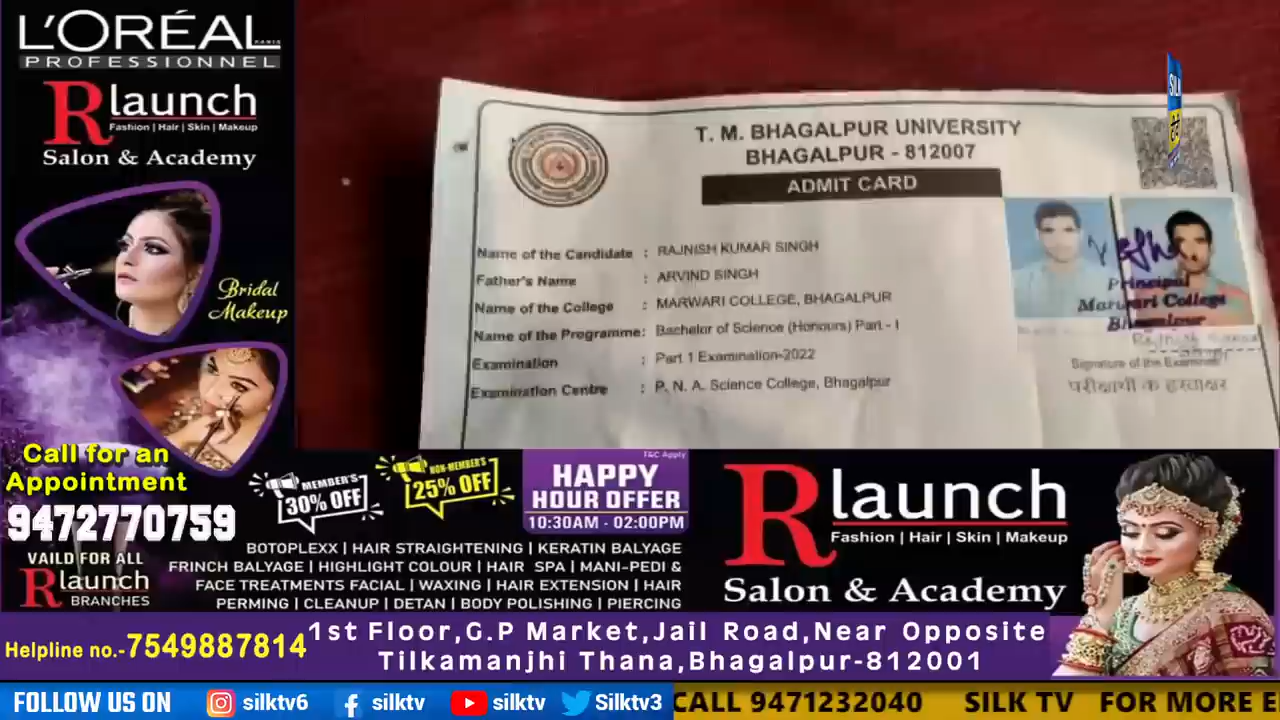 L'ORÉAL
PARIS
PROFESSIONNEL
Rlaunch
Fashion | Hair | Skin | Makeup
Salon & Academy
Bridal
Makeup
Call for an
Appointment
9472770759
VAILD FOR ALL
Rlaunch
BRANCHES
T. M. BHAGALPUR UNIVERSITY
BHAGALPUR - 812007
ADMIT CARD
Name of the Candidate : RAJNISH KUMAR SINGH
Father's Name : ARVIND SINGH
Name of the College : MARWARI COLLEGE, BHAGALPUR
Name of the Programme: Bachelor of Science (Honours) Part - I
Examination : Part 1 Examination-2022
Examination Centre : P. N. A. Science College, Bhagalpur
Principal
Marwari College
Bhagalpur
Signature of the Examinee
परीक्षार्थी के हस्ताक्षर
SILK
MEMBER'S
30% OFF
NON-MEMBER'S
25% OFF
T&C Apply
HAPPY
HOUR OFFER
10:30AM - 02:00PM
BOTOPLEXX | HAIR STRAIGHTENING | KERATIN BALYAGE
FRINCH BALYAGE | HIGHLIGHT COLOUR | HAIR SPA | MANI-PEDI &
FACE TREATMENTS FACIAL | WAXING | HAIR EXTENSION | HAIR
PERMING | CLEANUP | DETAN | BODY POLISHING | PIERCING
Rlaunch
Fashion | Hair | Skin | Makeup
Salon & Academy
Helpline no.-7549887814
1st Floor,G.P Market,Jail Road,Near Opposite
Tilkamanjhi Thana,Bhagalpur-812001
FOLLOW US ON silktv6 silktv silktv Silktv3 CALL 9471232040 SILK TV FOR MORE E